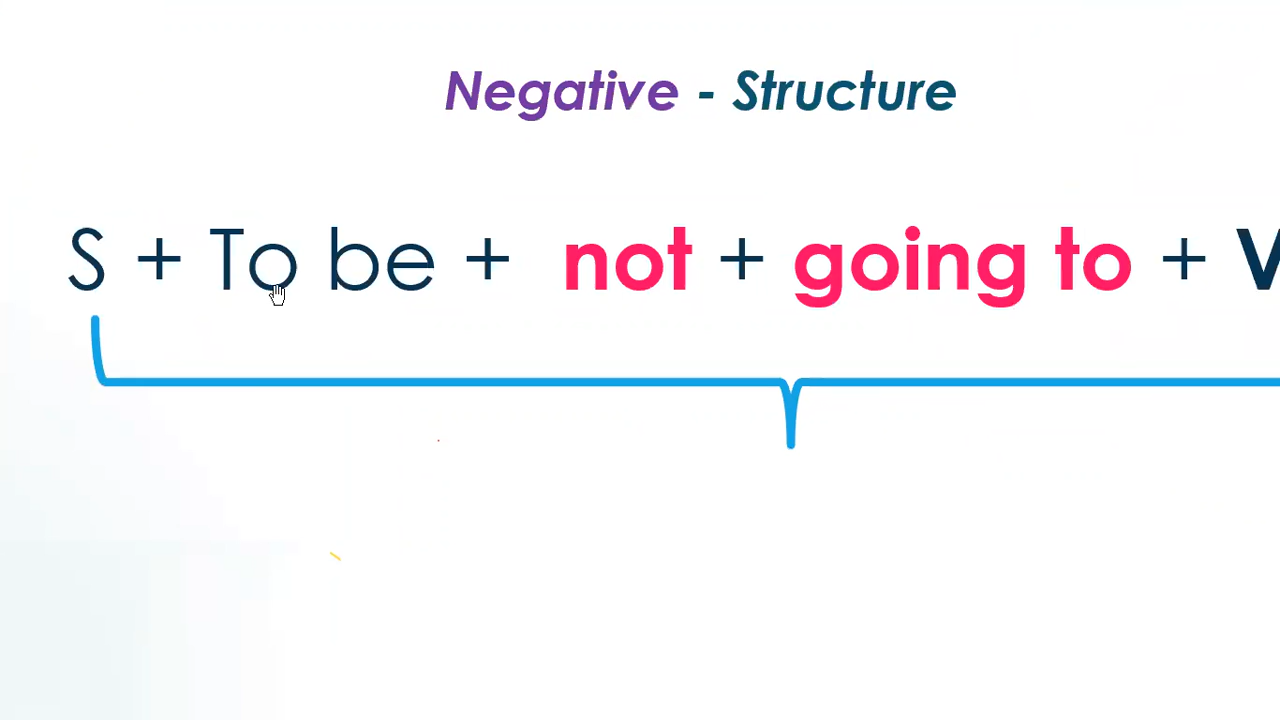 Negative - Structure
S + To be + not + going to + V